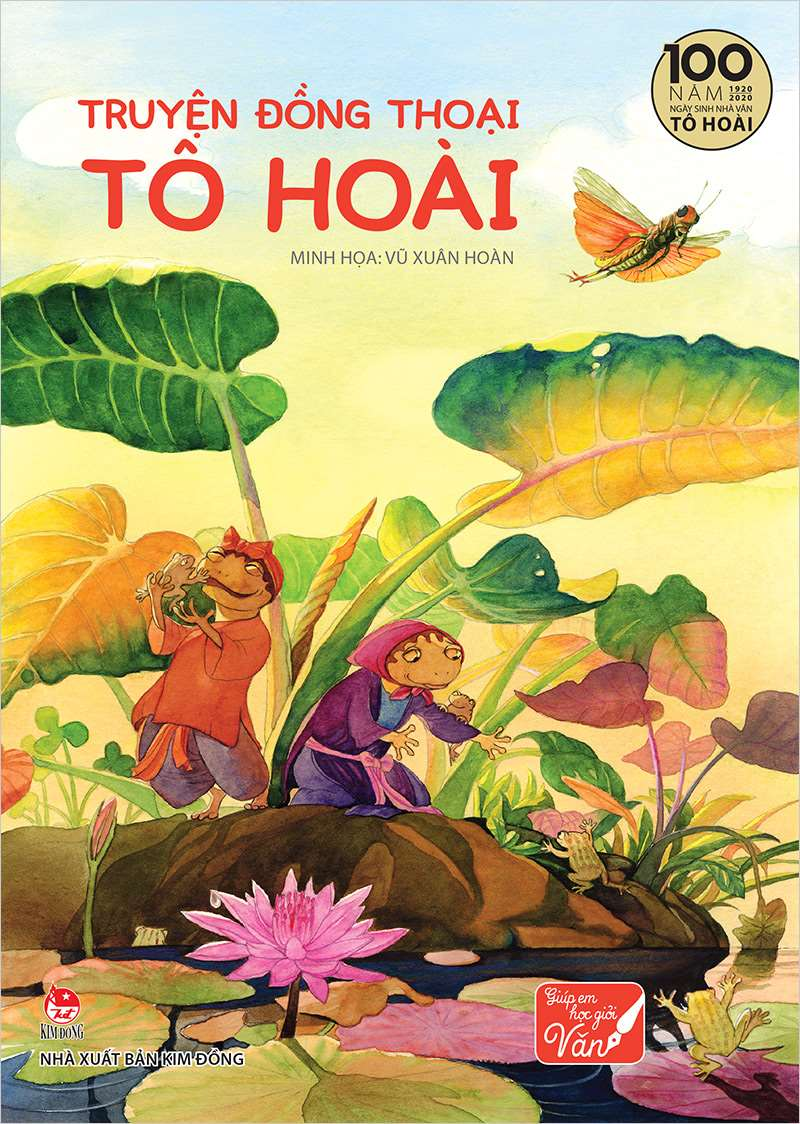 100
NĂM 1920 2020
NGÀY SINH NHÀ VĂN
TÔ HOÀI
TRUYỆN ĐỒNG THOẠI
TÔ HOÀI
MINH HỌA: VŨ XUÂN HOÀN
Giúp em
học giỏi
Văn
KIM ĐỒNG
NHÀ XUẤT BẢN KIM ĐỒNG